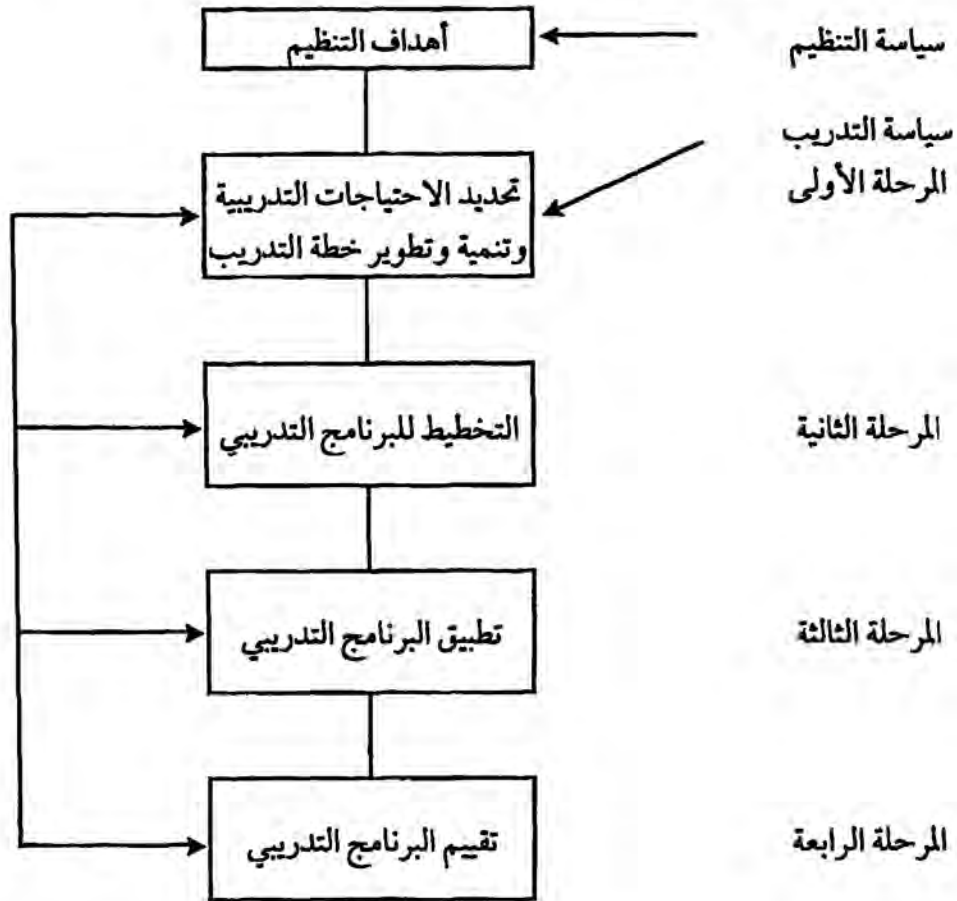 سياسة التنظيم
أهداف التنظيم
سياسة التدريب
المرحلة الأولى
تحديد الاحتياجات التدريبية
وتنمية وتطوير خطة التدريب
المرحلة الثانية
التخطيط للبرنامج التدريبي
المرحلة الثالثة
تطبيق البرنامج التدريبي
المرحلة الرابعة
تقييم البرنامج التدريبي